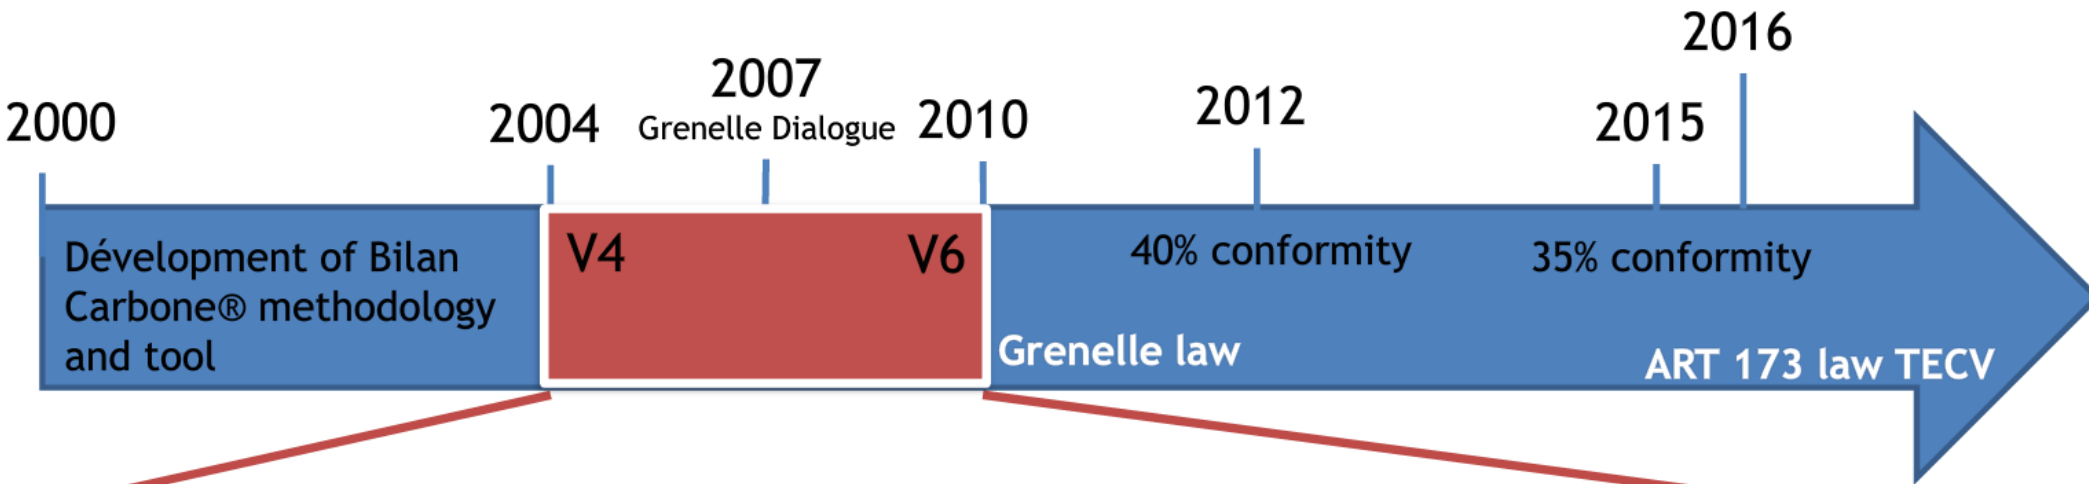 2000
2004
2007
Grenelle Dialogue
2010
2012
2015
2016
Dévelopment of Bilan
Carbone® methodology
and tool
V4
V6
40% conformity
35% conformity
Grenelle law
ART 173 law TECV